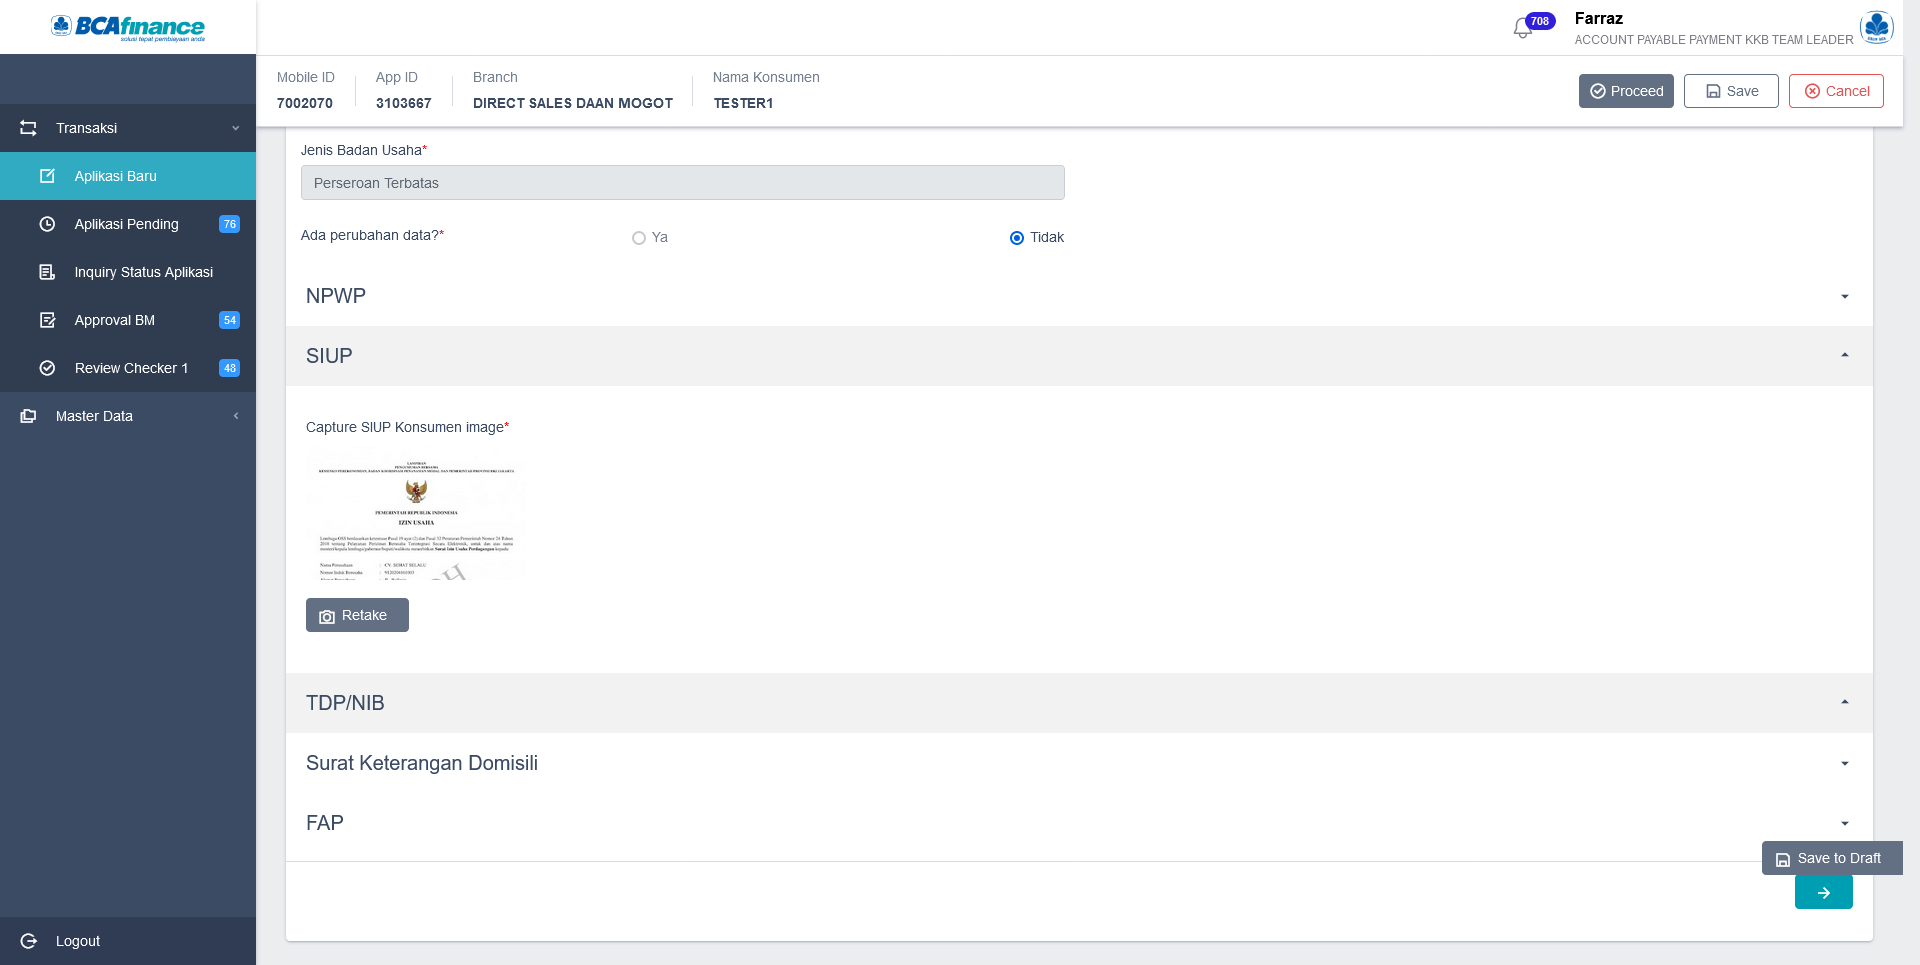 BCAfinance
solusi tepat pembiayaan anda
708
Farraz
ACCOUNT PAYABLE PAYMENT KKB TEAM LEADER
Mobile ID
7002070
App ID
3103667
Branch
DIRECT SALES DAAN MOGOT
Nama Konsumen
TESTER1
Proceed
Save
Cancel
Transaksi
Aplikasi Baru
Aplikasi Pending 76
Inquiry Status Aplikasi
Approval BM 54
Review Checker 1 48
Master Data
Logout
Jenis Badan Usaha*
Perseroan Terbatas
Ada perubahan data?* Ya Tidak
NPWP
SIUP
Capture SIUP Konsumen image*
LAMPIRAN
PEMERINTAH REPUBLIK INDONESIA
IZIN USAHA
Retake
TDP/NIB
Surat Keterangan Domisili
FAP
Save to Draft